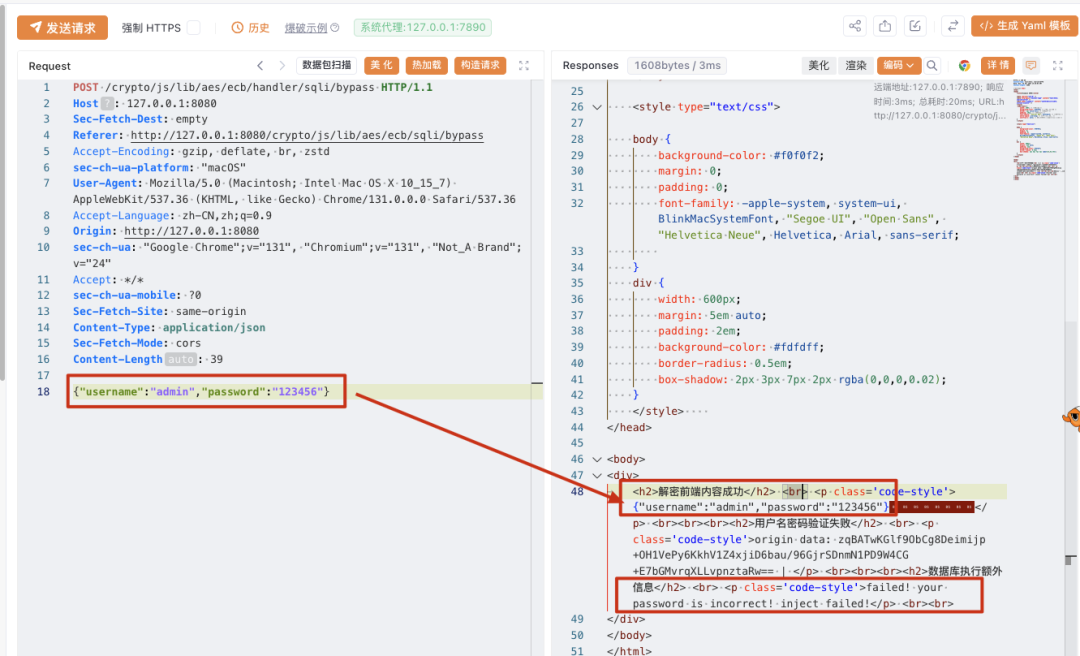 发送请求 强制 HTTPS 历史 爆破示例 系统代理:127.0.0.1:7890 </> 生成 Yaml 模板
Request 数据包扫描 美化 热加载 构造请求
1 POST /crypto/js/lib/aes/ecb/handler/sqli/bypass HTTP/1.1
2 Host ? : 127.0.0.1:8080
3 Sec-Fetch-Dest: empty
4 Referer: http://127.0.0.1:8080/crypto/js/lib/aes/ecb/sqli/bypass
5 Accept-Encoding: gzip, deflate, br, zstd
6 sec-ch-ua-platform: "macOS"
7 User-Agent: Mozilla/5.0 (Macintosh; Intel Mac OS X 10_15_7)
AppleWebKit/537.36 (KHTML, like Gecko) Chrome/131.0.0.0 Safari/537.36
8 Accept-Language: zh-CN,zh;q=0.9
9 Origin: http://127.0.0.1:8080
10 sec-ch-ua: "Google Chrome";v="131", "Chromium";v="131", "Not_A Brand";
v="24"
11 Accept: */*
12 sec-ch-ua-mobile: ?0
13 Sec-Fetch-Site: same-origin
14 Content-Type: application/json
15 Sec-Fetch-Mode: cors
16 Content-Length auto : 39
17
18 {"username":"admin","password":"123456"}
Responses 1608bytes / 3ms 美化 渲染 编码 详情
远端地址:127.0.0.1:7890; 响应
时间:3ms; 总耗时:20ms; URL:h
ttp://127.0.0.1:8080/crypto/j...
25
26 <style type="text/css">
27
28 body {
29 background-color: #f0f0f2;
30 margin: 0;
31 padding: 0;
32 font-family: -apple-system, system-ui,
BlinkMacSystemFont, "Segoe UI", "Open Sans",
"Helvetica Neue", Helvetica, Arial, sans-serif;
33
34 }
35 div {
36 width: 600px;
37 margin: 5em auto;
38 padding: 2em;
39 background-color: #fdfdff;
40 border-radius: 0.5em;
41 box-shadow: 2px 3px 7px 2px rgba(0,0,0,0.02);
42 }
43 </style>
44 </head>
45
46 <body>
47 <div>
48 <h2>解密前端内容成功</h2> <br> <p class='code-style'>
{"username":"admin","password":"123456"}</
p> <br><br><br><h2>用户名密码验证失败</h2> <br> <p
class='code-style'>origin data: zqBATwKGlf9ObCg8Deimijp
+OH1VePy6KkhV1Z4xjiD6bau/96GjrSDnmN1PD9W4CG
+E7bGMvrqXLLvpnztaRw== | </p> <br><br><br><h2>数据库执行额外
信息</h2> <br> <p class='code-style'>failed! your
password is incorrect! inject failed!</p> <br><br>
49 </div>
50 </body>
51 </html>